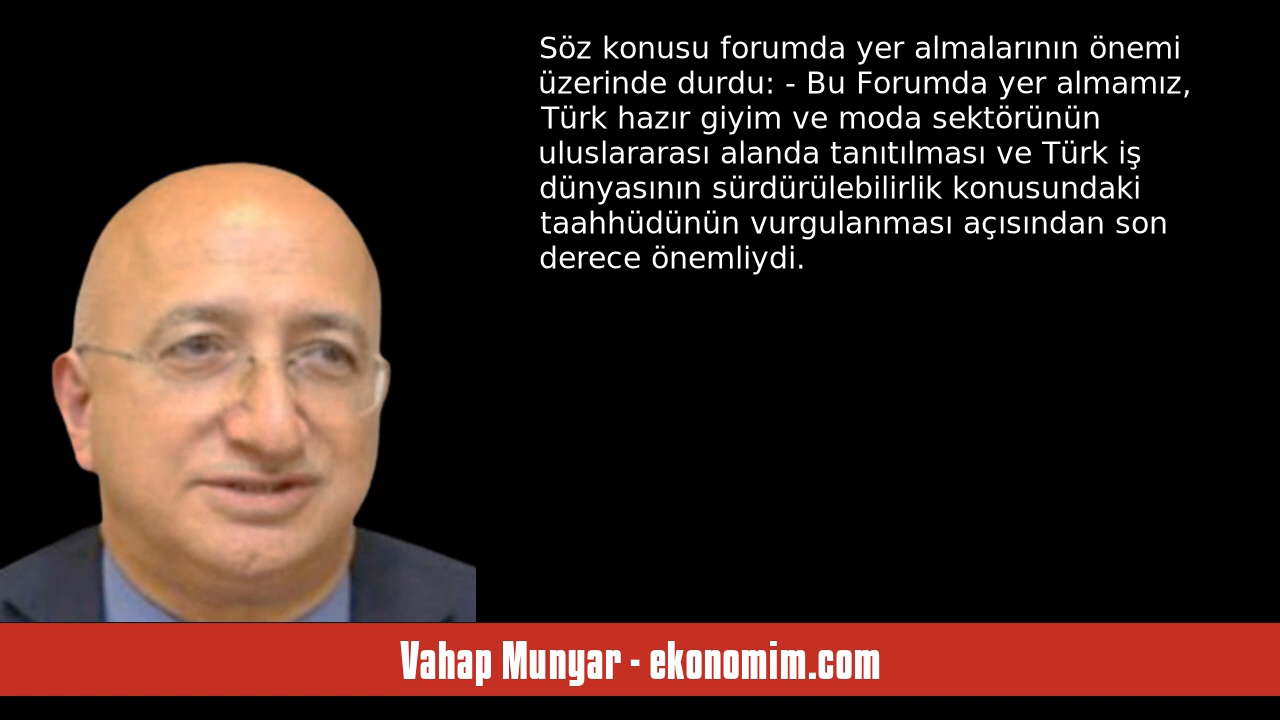 Söz konusu forumda yer almalarının önemi
üzerinde durdu: - Bu Forumda yer almamız,
Türk hazır giyim ve moda sektörünün
uluslararası alanda tanıtılması ve Türk iş
dünyasının sürdürülebilirlik konusundaki
taahhüdünün vurgulanması açısından son
derece önemliydi.
Vahap Munyar - ekonomim.com